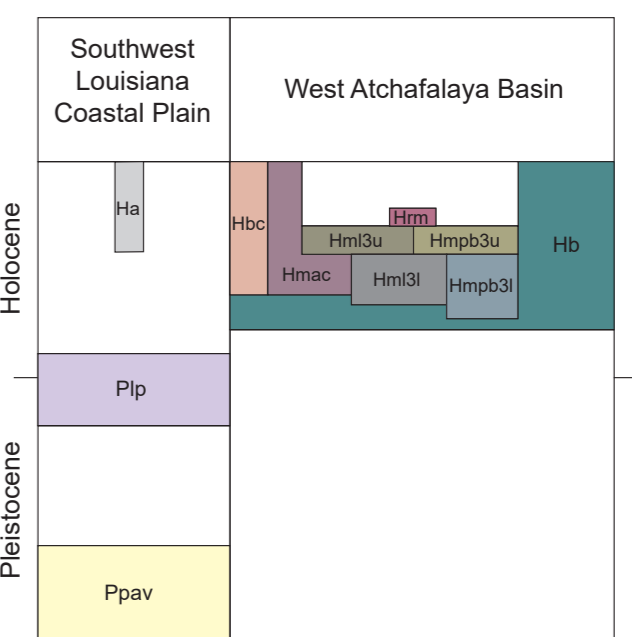 Southwest
Louisiana
Coastal Plain
West Atchafalaya Basin
Holocene
Pleistocene
Ha
Plp
Ppav
Hbc
Hmac
Hrm
Hml3u
Hmpb3u
Hml3l
Hmpb3l
Hb